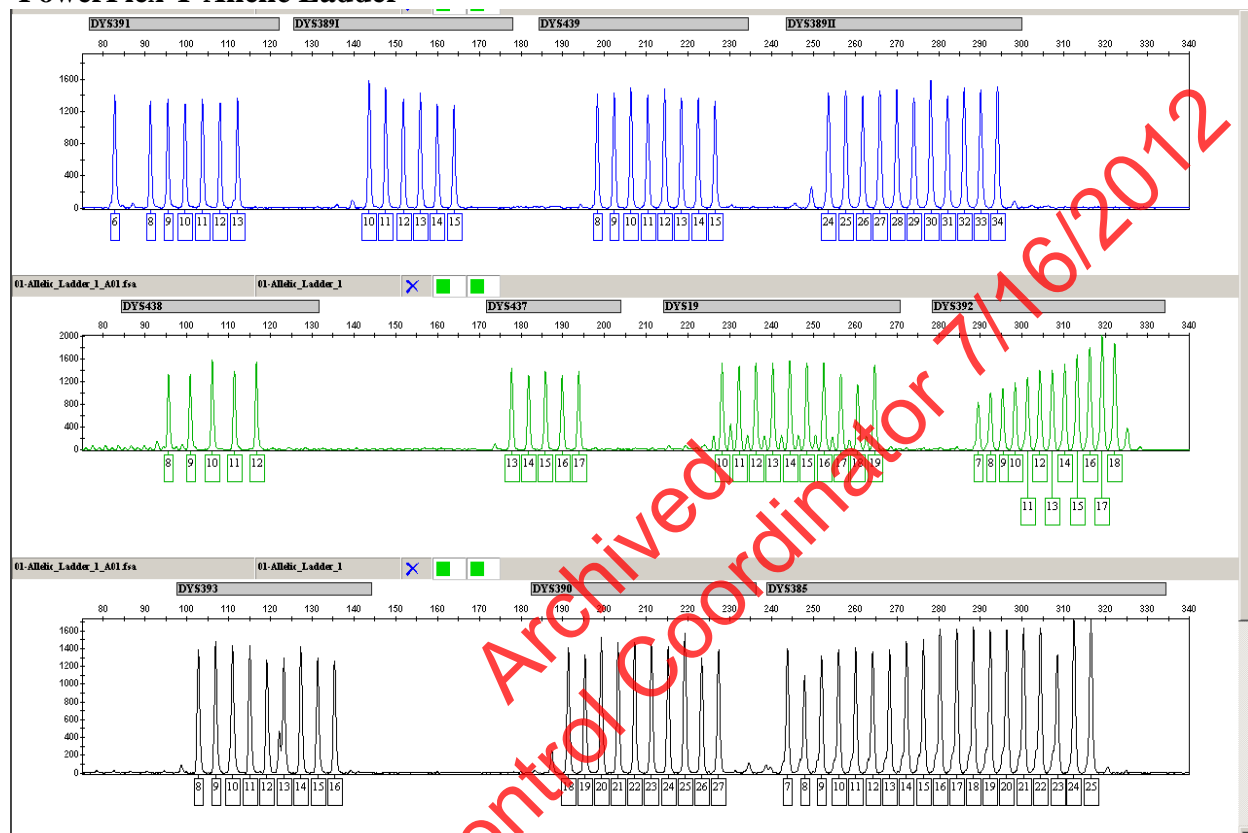 PowerPlex Y Allelic Ladder
DYS391 DYS389I DYS439 DYS389II
80 90 100 110 120 130 140 150 160 170 180 190 200 210 220 230 240 250 260 270 280 290 300 310 320 330 340
1600
1200
800
400
0
6 8 9 10 11 12 13 10 11 12 13 14 15 8 9 10 11 12 13 14 15 24 25 26 27 28 29 30 31 32 33 34
01-Allelic_Ladder_1_A01.fsa 01-Allelic_Ladder_1
DYS438 DYS437 DYS19 DYS392
80 90 100 110 120 130 140 150 160 170 180 190 200 210 220 230 240 250 260 270 280 290 300 310 320 330 340
2000
1600
1200
800
400
0
8 9 10 11 12 13 14 15 16 17 10 11 12 13 14 15 16 17 18 19 7 8 9 10 12 14 16 18
11 13 15 17
01-Allelic_Ladder_1_A01.fsa 01-Allelic_Ladder_1
DYS393 DYS390 DYS385
80 90 100 110 120 130 140 150 160 170 180 190 200 210 220 230 240 250 260 270 280 290 300 310 320 330 340
1600
1400
1200
1000
800
600
400
200
0
8 9 10 11 12 13 14 15 16 18 19 20 21 22 23 24 25 26 27 7 8 9 10 11 12 13 14 15 16 17 18 19 20 21 22 23 24 25
Archived
Control Coordinator 7/16/2012